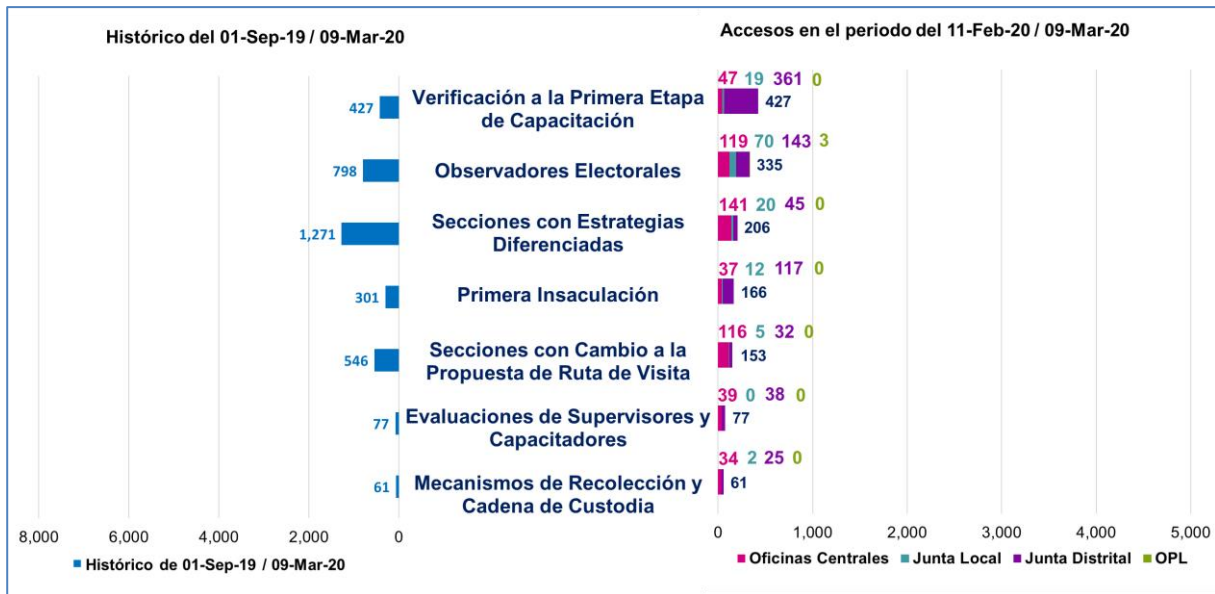 Histórico del 01-Sep-19 / 09-Mar-20
Accesos en el periodo del 11-Feb-20 / 09-Mar-20
427
Verificación a la Primera Etapa
de Capacitación
47 19 361 0
427
798
Observadores Electorales
119 70 143 3
335
1,271
Secciones con Estrategias
Diferenciadas
141 20 45 0
206
301
Primera Insaculación
37 12 117 0
166
546
Secciones con Cambio a la
Propuesta de Ruta de Visita
116 5 32 0
153
77
Evaluaciones de Supervisores y
Capacitadores
39 0 38 0
77
61
Mecanismos de Recolección y
Cadena de Custodia
34 2 25 0
61
8,000 6,000 4,000 2,000 0
0 1,000 2,000 3,000 4,000 5,000
Histórico de 01-Sep-19 / 09-Mar-20
Oficinas Centrales Junta Local Junta Distrital OPL